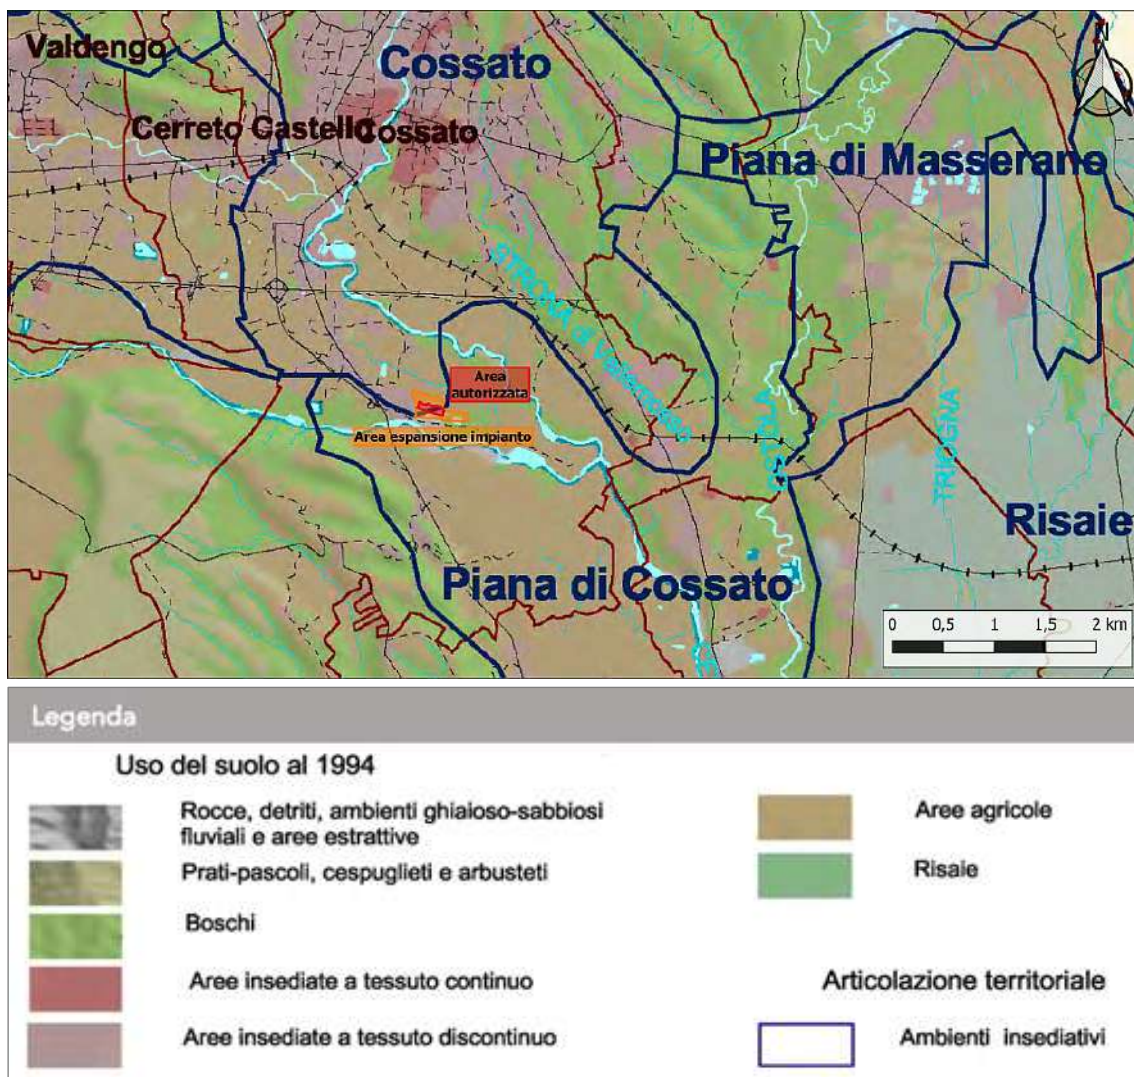 Valdengo
Cossato
N
Cerreto Castello
Cossato
Piana di Masserano
STRONA di Vallemosso
Area
autorizzata
Area espansione impianto
OSTOLA
TRIOGNA
Risaie
Piana di Cossato
0 0,5 1 1,5 2 km
Legenda
Uso del suolo al 1994
Rocce, detriti, ambienti ghiaioso-sabbiosi
fluviali e aree estrattive
Prati-pascoli, cespuglieti e arbusteti
Boschi
Aree insediate a tessuto continuo
Aree insediate a tessuto discontinuo
Aree agricole
Risaie
Articolazione territoriale
Ambienti insediativi